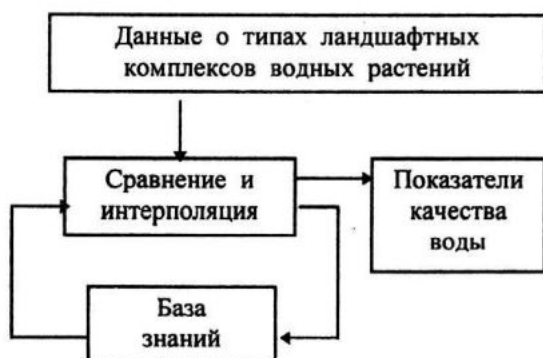 Данные о типах ландшафтных
комплексов водных растений
Сравнение и
интерполяция
Показатели
качества
воды
База
знаний